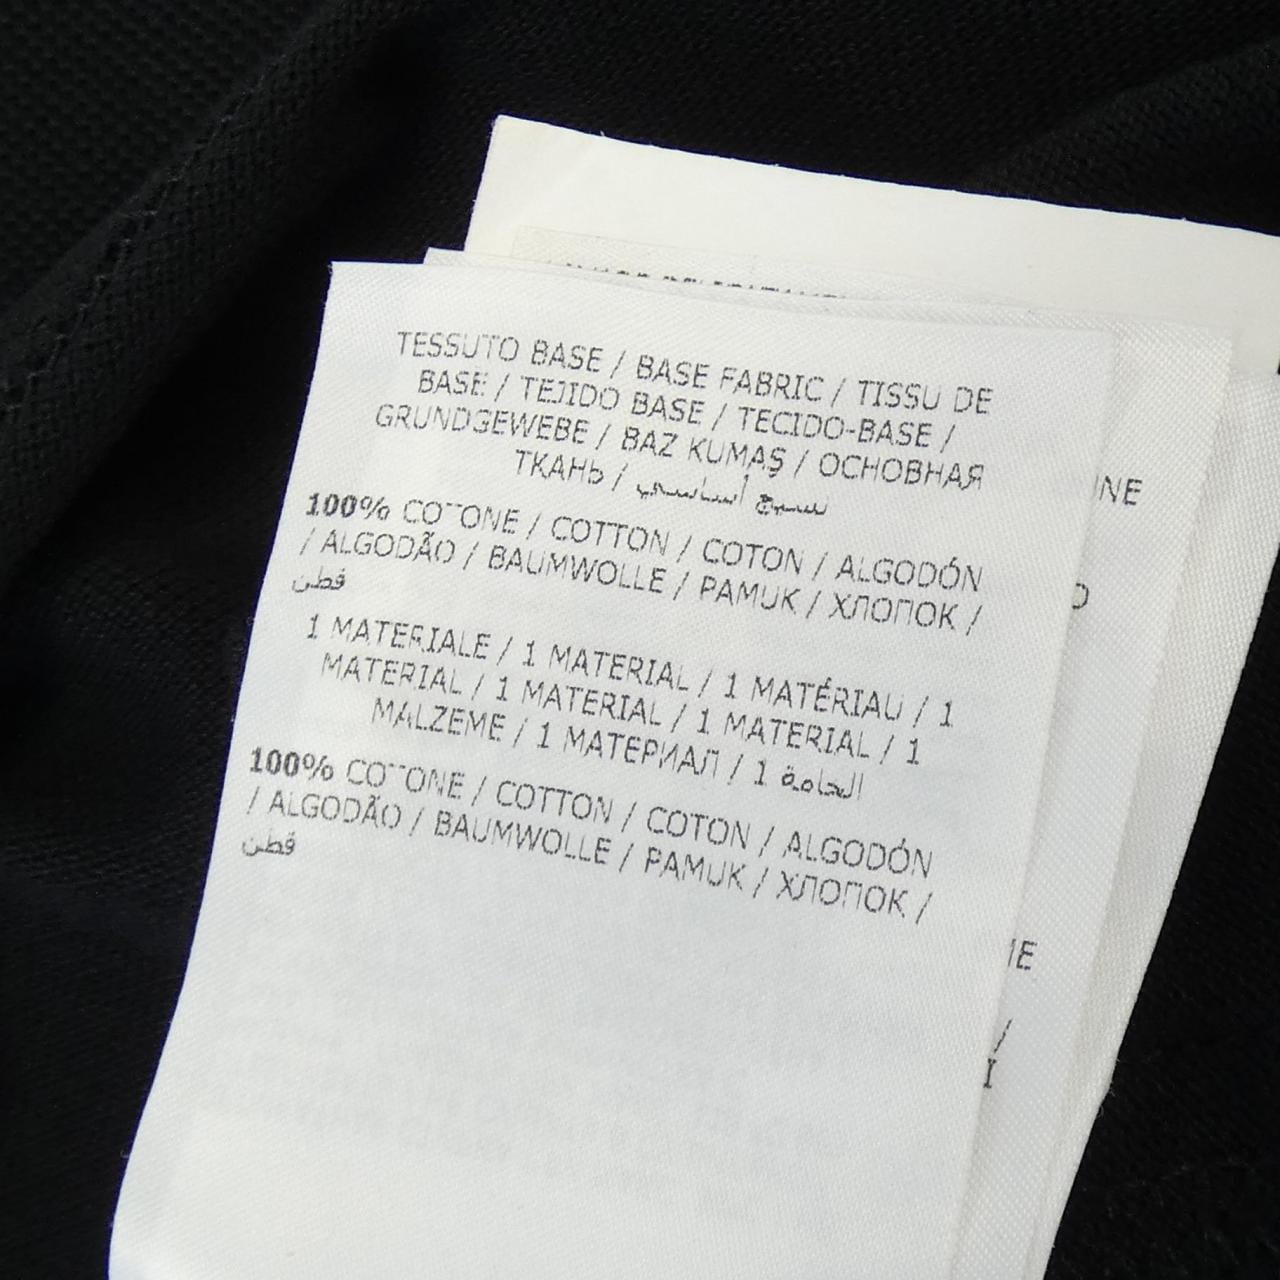 TESSUTO BASE / BASE FABRIC / TISSU DE
BASE / TEJIDO BASE / TECIDO-BASE /
GRUNDGEWEBE / BAZ KUMAŞ / ОСНОВНАЯ
ТКАНЬ / نسيج أساسي
100% COTONE / COTTON / COTON / ALGODÓN
/ ALGODÃO / BAUMWOLLE / PAMUK / ХЛОПОК /
قطن
1 MATERIALE / 1 MATERIAL / 1 MATÉRIAU / 1
MATERIAL / 1 MATERIAL / 1 MATERIAL / 1
MALZEME / 1 МАТЕРИАЛ / 1 الخامة
100% COTONE / COTTON / COTON / ALGODÓN
/ ALGODÃO / BAUMWOLLE / PAMUK / ХЛОПОК /
قطن